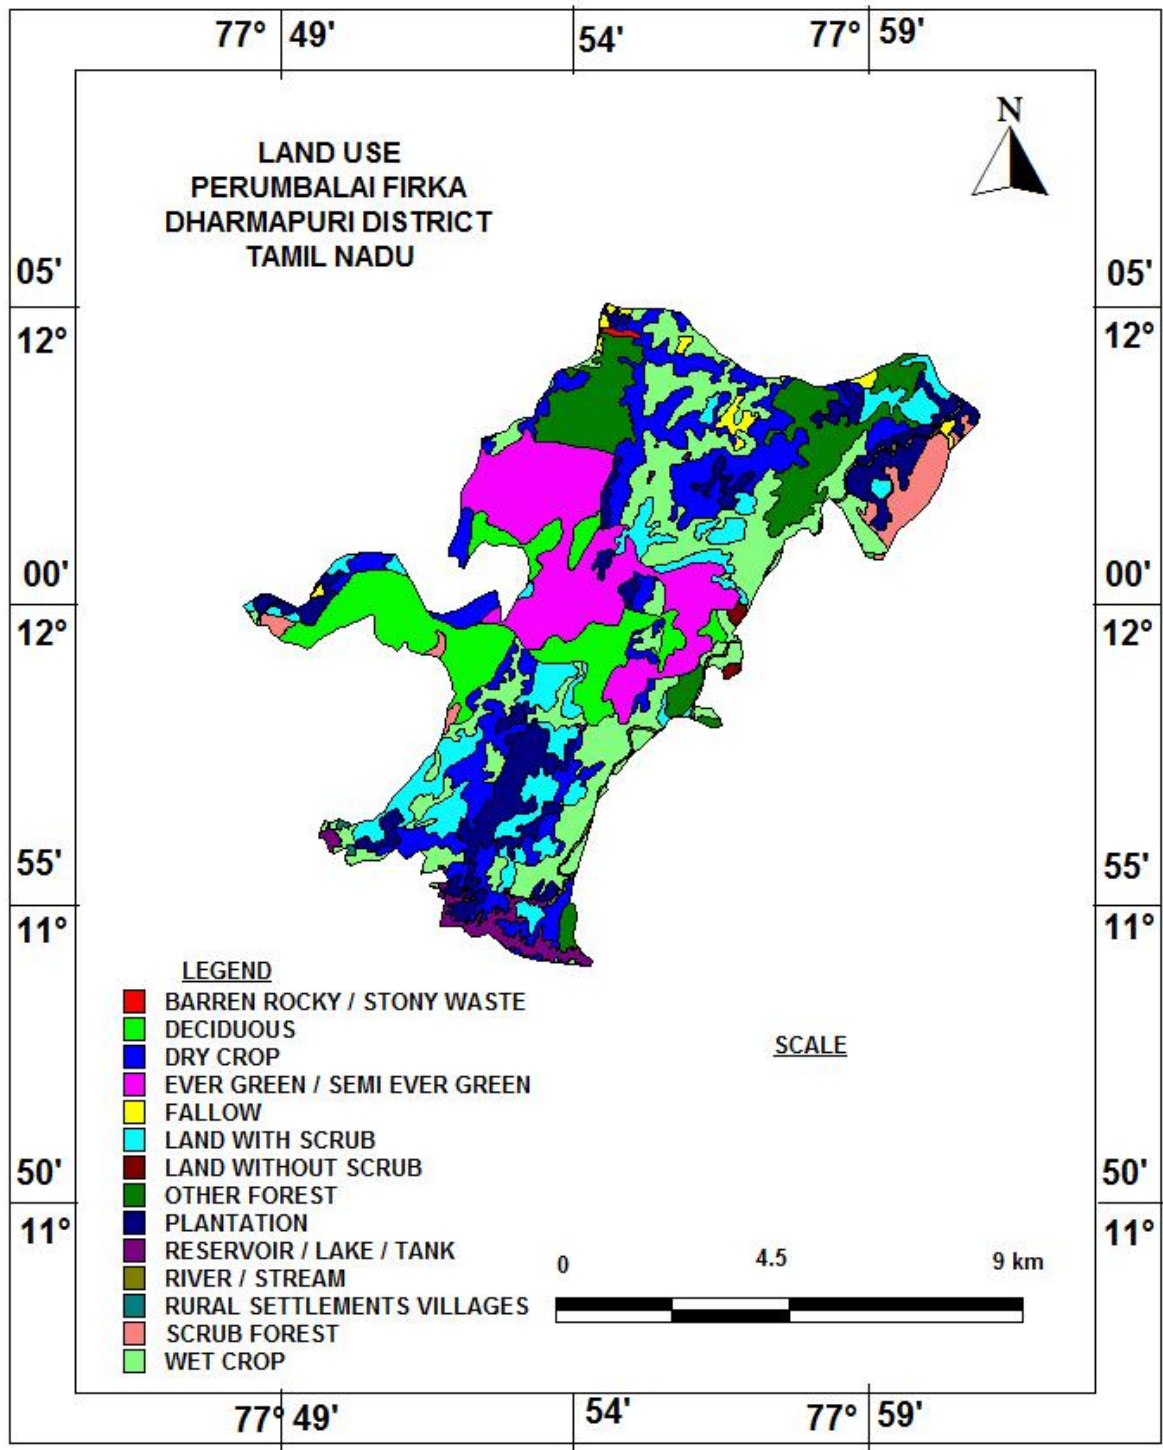 77° 49'
54'
77° 59'
N
LAND USE
PERUMBALAI FIRKA
DHARMAPURI DISTRICT
TAMIL NADU
05'
12°
05'
12°
00'
12°
00'
12°
55'
11°
55'
11°
LEGEND
BARREN ROCKY / STONY WASTE
DECIDUOUS
DRY CROP
EVER GREEN / SEMI EVER GREEN
FALLOW
LAND WITH SCRUB
LAND WITHOUT SCRUB
OTHER FOREST
PLANTATION
RESERVOIR / LAKE / TANK
RIVER / STREAM
RURAL SETTLEMENTS VILLAGES
SCRUB FOREST
WET CROP
SCALE
50'
11°
50'
11°
0 4.5 9 km
77° 49'
54'
77° 59'